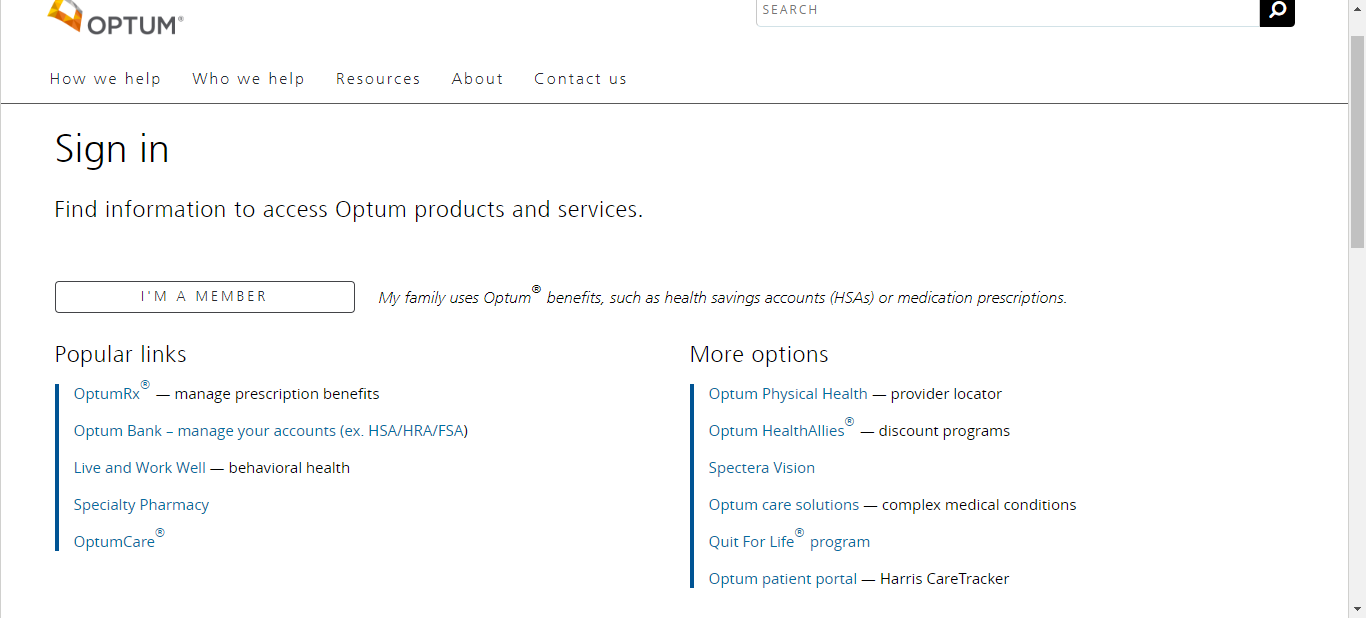 OPTUM®
SEARCH
How we help Who we help Resources About Contact us
Sign in
Find information to access Optum products and services.
I'M A MEMBER
My family uses Optum® benefits, such as health savings accounts (HSAs) or medication prescriptions.
Popular links
OptumRx® — manage prescription benefits
Optum Bank – manage your accounts (ex. HSA/HRA/FSA)
Live and Work Well — behavioral health
Specialty Pharmacy
OptumCare®
More options
Optum Physical Health — provider locator
Optum HealthAllies® — discount programs
Spectera Vision
Optum care solutions — complex medical conditions
Quit For Life® program
Optum patient portal — Harris CareTracker